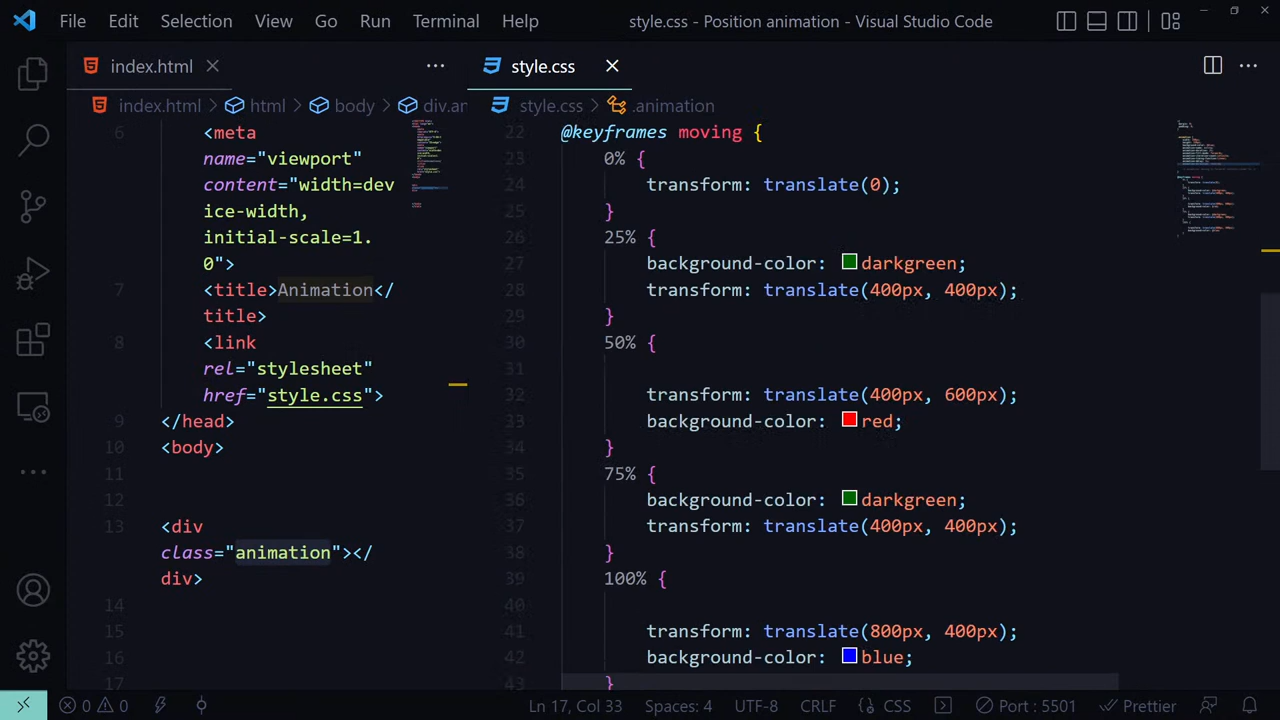 File Edit Selection View Go Run Terminal Help style.css - Position animation - Visual Studio Code
index.html
style.css
index.html > html > body > div.an
style.css > .animation
6 <meta
name="viewport"
content="width=dev
ice-width,
initial-scale=1.
0">
7 <title>Animation</
title>
8 <link
rel="stylesheet"
href="style.css">
9 </head>
10 <body>
11
12
13 <div
class="animation"></
div>
14
15
16
17
22 @keyframes moving {
23 0% {
24 transform: translate(0);
25 }
26 25% {
27 background-color: darkgreen;
28 transform: translate(400px, 400px);
29 }
30 50% {
31
32 transform: translate(400px, 600px);
33 background-color: red;
34 }
35 75% {
36 background-color: darkgreen;
37 transform: translate(400px, 400px);
38 }
39 100% {
40
41 transform: translate(800px, 400px);
42 background-color: blue;
43 }
0 0 Ln 17, Col 33 Spaces: 4 UTF-8 CRLF {} CSS Port : 5501 Prettier